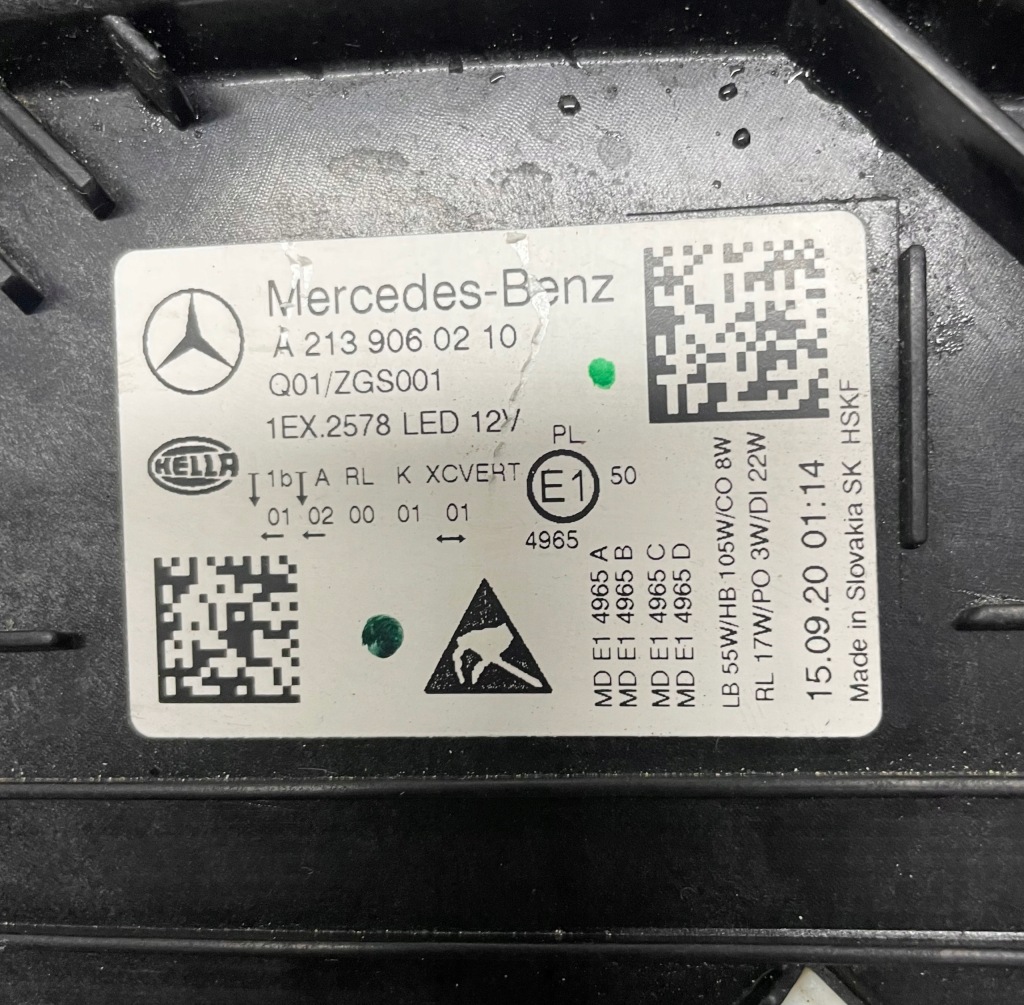 Mercedes-Benz
A 213 906 02 10
Q01/ZGS001
1EX.2578 LED 12V
HELLA
1b A RL K XCVERT
01 02 00 01 01
PL
E1 50
4965
MD E1 4965 A
MD E1 4965 B
MD E1 4965 C
MD E1 4965 D
LB 55W/HB 105W/CO 8W
RL 17W/PO 3W/DI 22W
15.09.20 01:14
Made in Slovakia SK HSKF